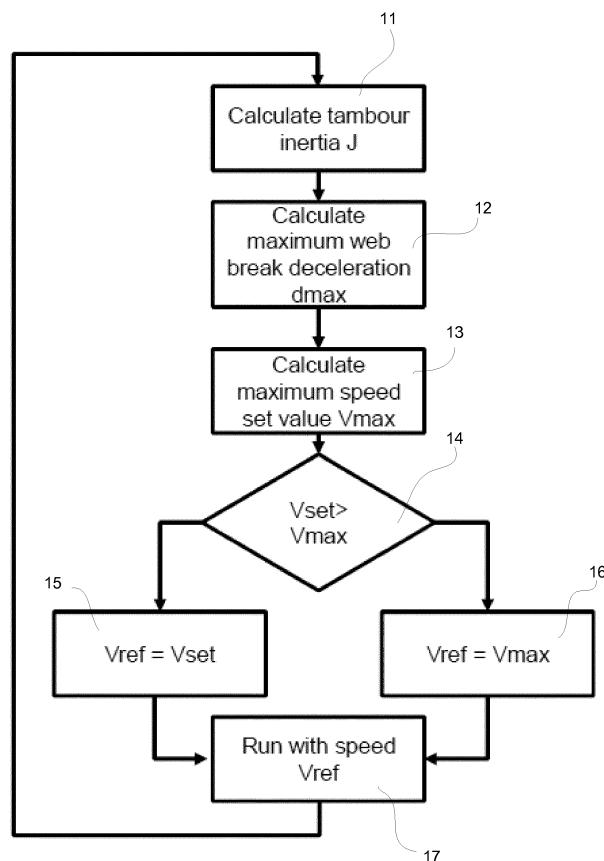 11
Calculate tambour
inertia J
12
Calculate
maximum web
break deceleration
dmax
13
Calculate
maximum speed
set value Vmax
14
Vset>
Vmax
15
Vref = Vset
16
Vref = Vmax
Run with speed
Vref
17